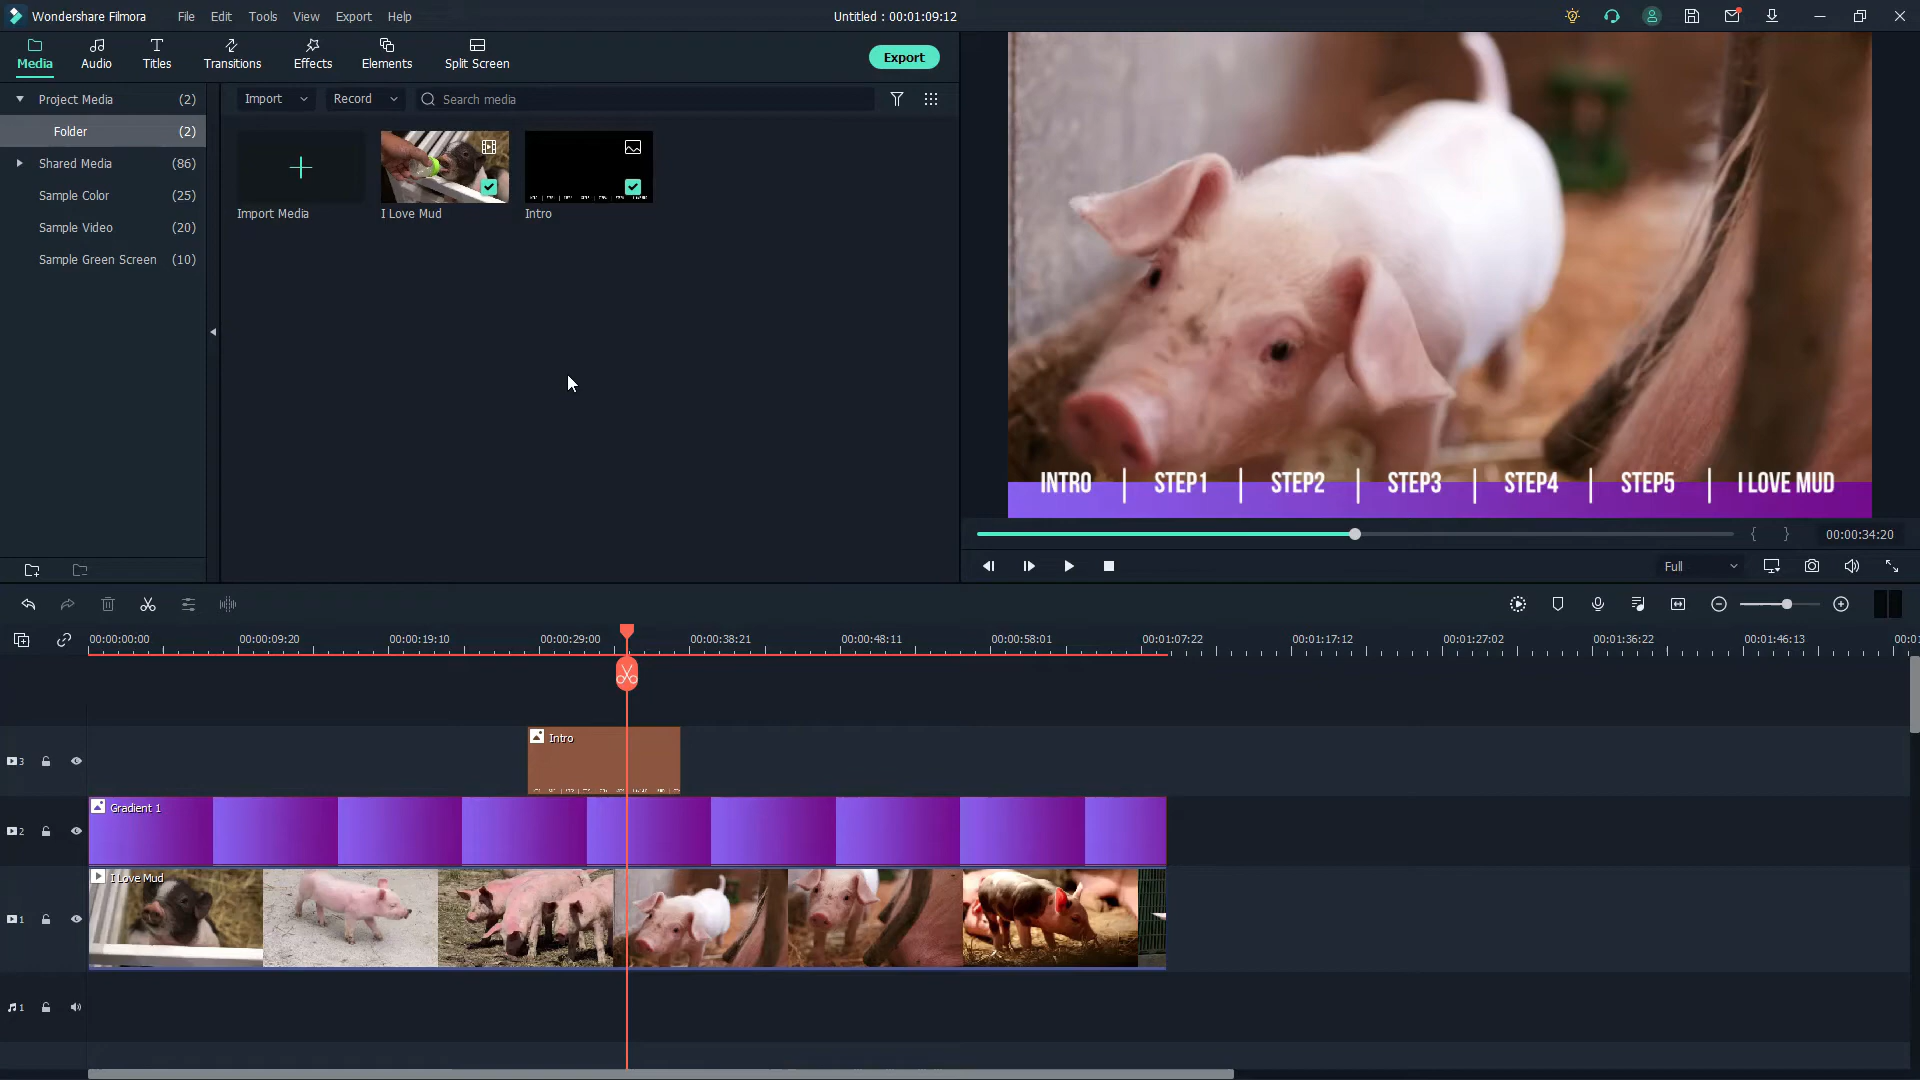 Wondershare Filmora File Edit Tools View Export Help Untitled : 00:01:09:12
Media Audio Titles Transitions Effects Elements Split Screen Export
Project Media (2)
Folder (2)
Shared Media (86)
Sample Color (25)
Sample Video (20)
Sample Green Screen (10)
Import Record Search media
Import Media I Love Mud Intro
INTRO | STEP1 | STEP2 | STEP3 | STEP4 | STEP5 | I LOVE MUD
{ } 00:00:34:20
Full
00:00:00:00 00:00:09:20 00:00:19:10 00:00:29:00 00:00:38:21 00:00:48:11 00:00:58:01 00:01:07:22 00:01:17:12 00:01:27:02 00:01:36:22 00:01:46:13
3 Intro
2 Gradient 1
1 I Love Mud
1